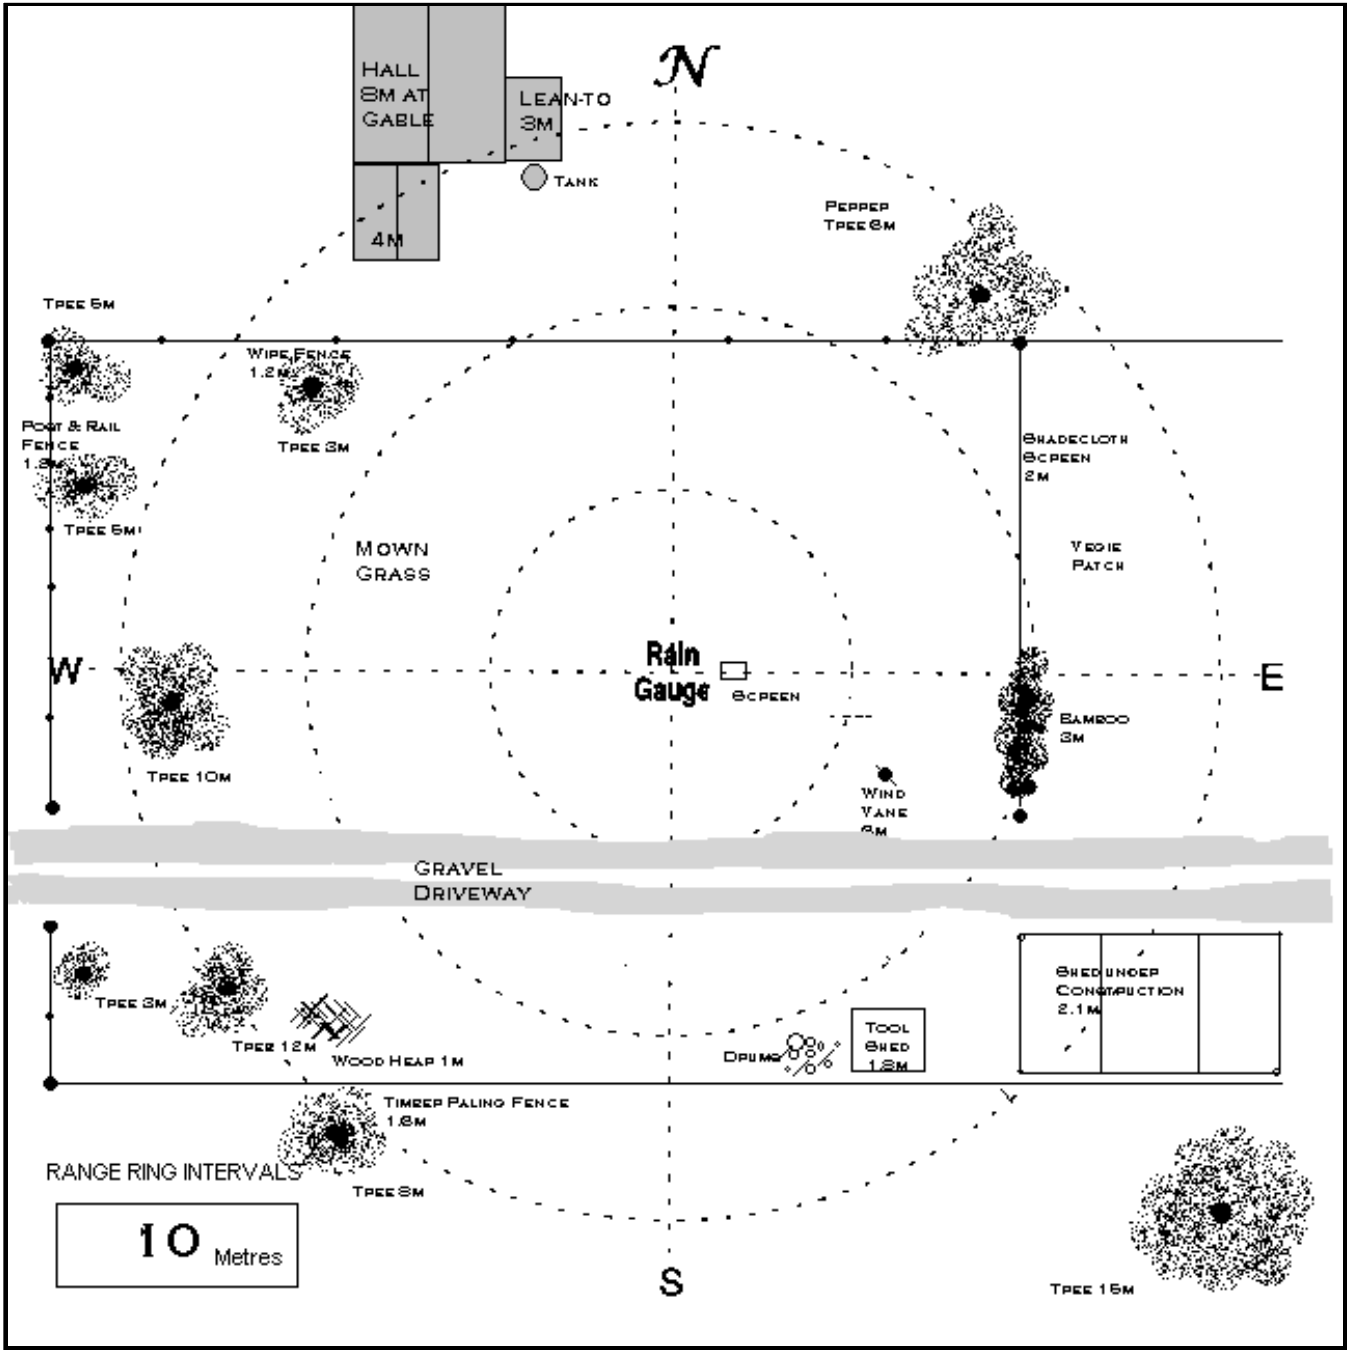 N
HALL
8M AT
GABLE
LEAN-TO
3M
TANK
4M
PEPPER
TREE 6M
TREE 5M
WIRE FENCE
1.2M
TREE 3M
POST & RAIL
FENCE
TREE 5M
SHADECLOTH
SCREEN
2M
MOWN
GRASS
VEGIE
PATCH
W
Rain
Gauge
SCREEN
E
BAMBOO
3M
TREE 10M
WIND
VANE
GRAVEL
DRIVEWAY
TREE 3M
TREE 12M
WOOD HEAP 1M
DRUMS
TOOL
SHED
1.8M
SHED UNDER
CONSTRUCTION
2.1M
TIMBER PALING FENCE
1.6M
TREE 8M
RANGE RING INTERVALS
10 Metres
S
TREE 15M